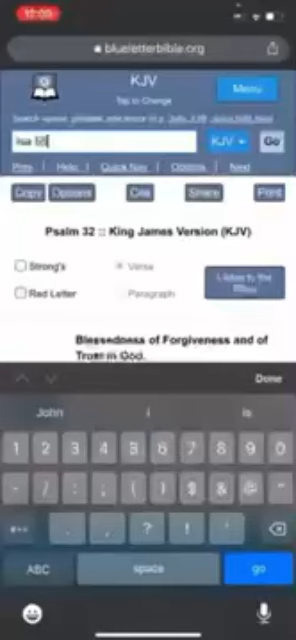 12:09
blueletterbible.org
KJV
Tap to Change
Menu
KJV
Go
Prev | Help | Quick Nav | Options | Next
Copy Options Cite Share Print
Psalm 32 :: King James Version (KJV)
Strong's
Verse
Listen to the Bible
Red Letter
Paragraph
Blessedness of Forgiveness and of
Trust in God.
Done
John i is
1 2 3 4 5 6 7 8 9 0
- / : ; ( ) $ & @ "
. , ? ! '
ABC space go